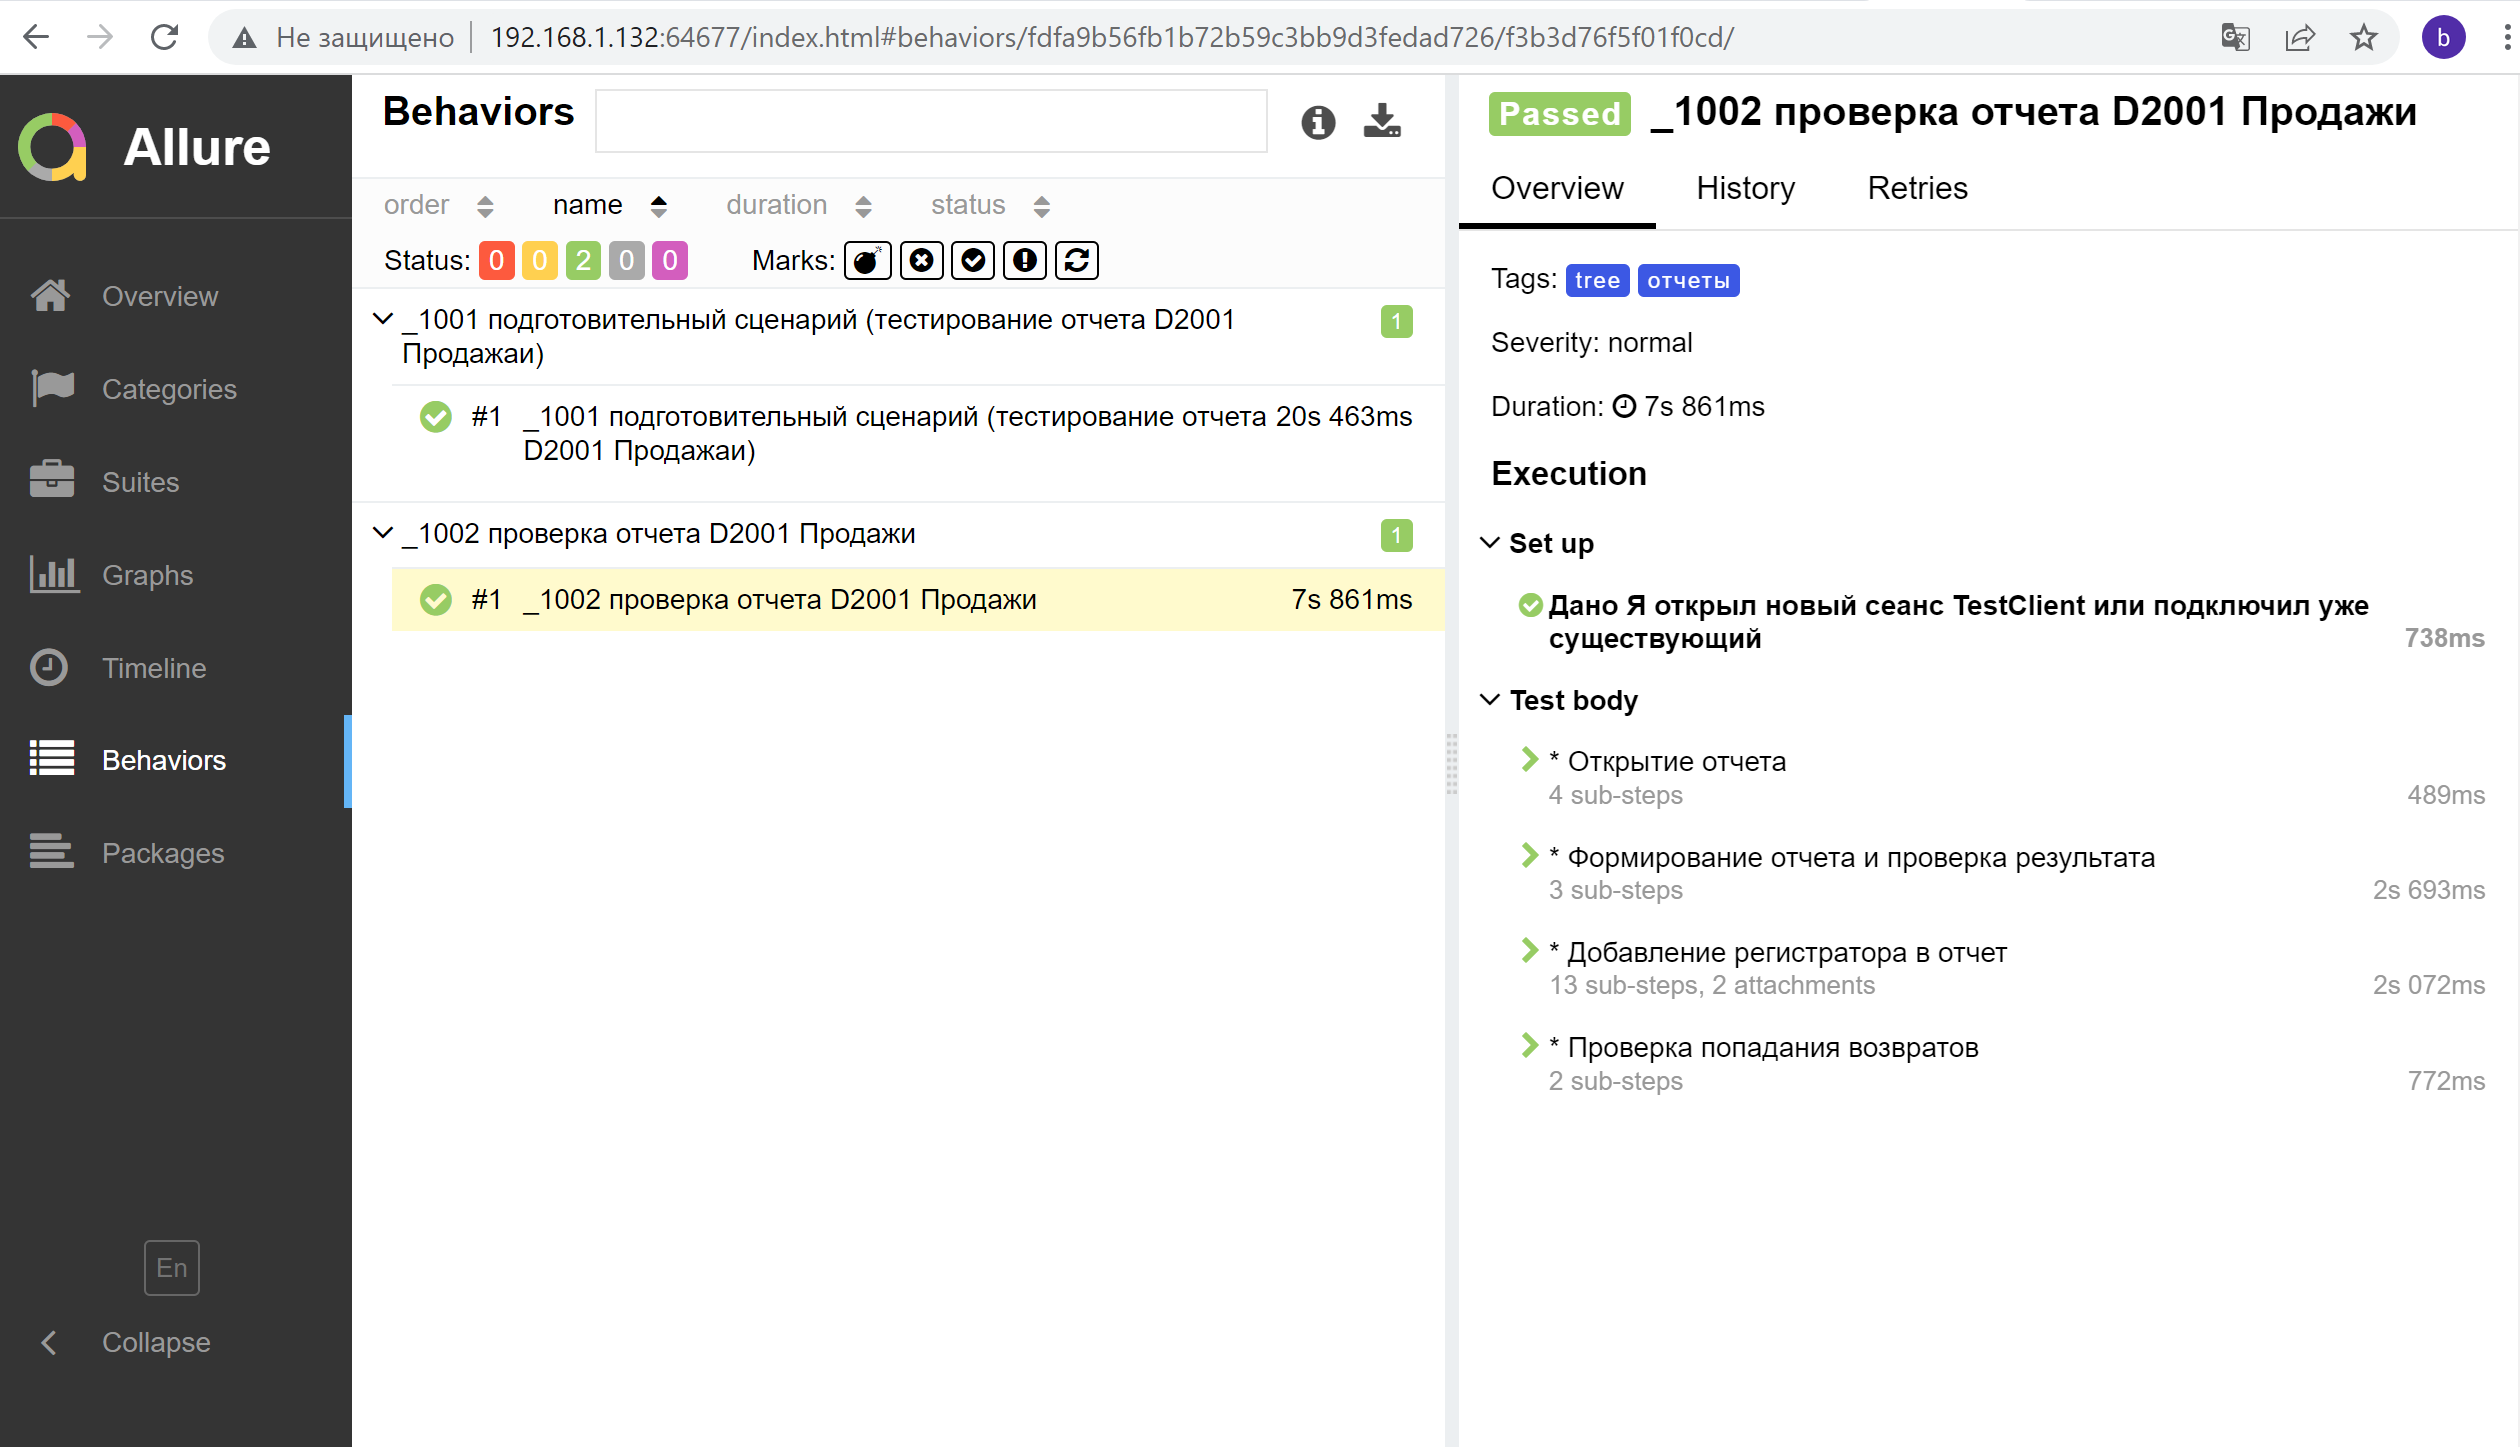 Не защищено
192.168.1.132:64677/index.html#behaviors/fdfa9b56fb1b72b59c3bb9d3fedad726/f3b3d76f5f01f0cd/
b
Allure
Overview
Categories
Suites
Graphs
Timeline
Behaviors
Packages
En
Collapse
Behaviors
order name duration status
Status: 0 0 2 0 0 Marks:
_1001 подготовительный сценарий (тестирование отчета D2001
Продажаи)
1
#1 _1001 подготовительный сценарий (тестирование отчета 20s 463ms
D2001 Продажаи)
_1002 проверка отчета D2001 Продажи 1
#1 _1002 проверка отчета D2001 Продажи 7s 861ms
Passed _1002 проверка отчета D2001 Продажи
Overview History Retries
Tags: tree отчеты
Severity: normal
Duration: 7s 861ms
Execution
Set up
Дано Я открыл новый сеанс TestClient или подключил уже
существующий 738ms
Test body
* Открытие отчета
4 sub-steps 489ms
* Формирование отчета и проверка результата
3 sub-steps 2s 693ms
* Добавление регистратора в отчет
13 sub-steps, 2 attachments 2s 072ms
* Проверка попадания возвратов
2 sub-steps 772ms